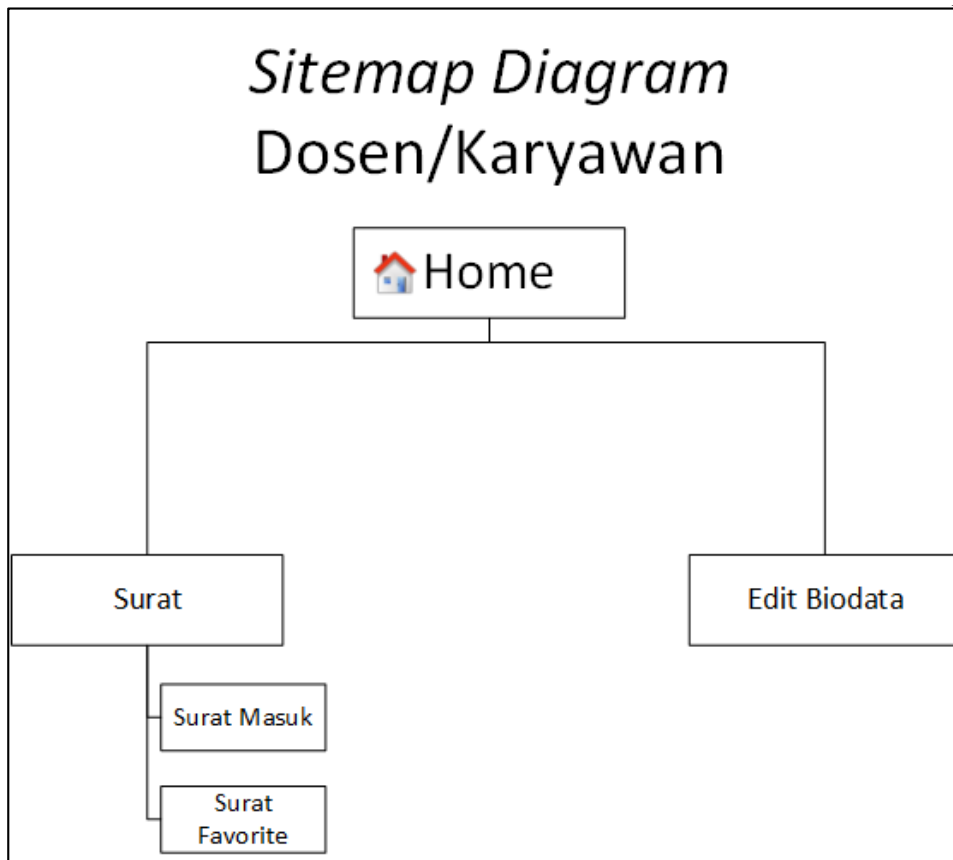 Sitemap Diagram
Dosen/Karyawan
Home
Surat
Edit Biodata
Surat Masuk
Surat
Favorite